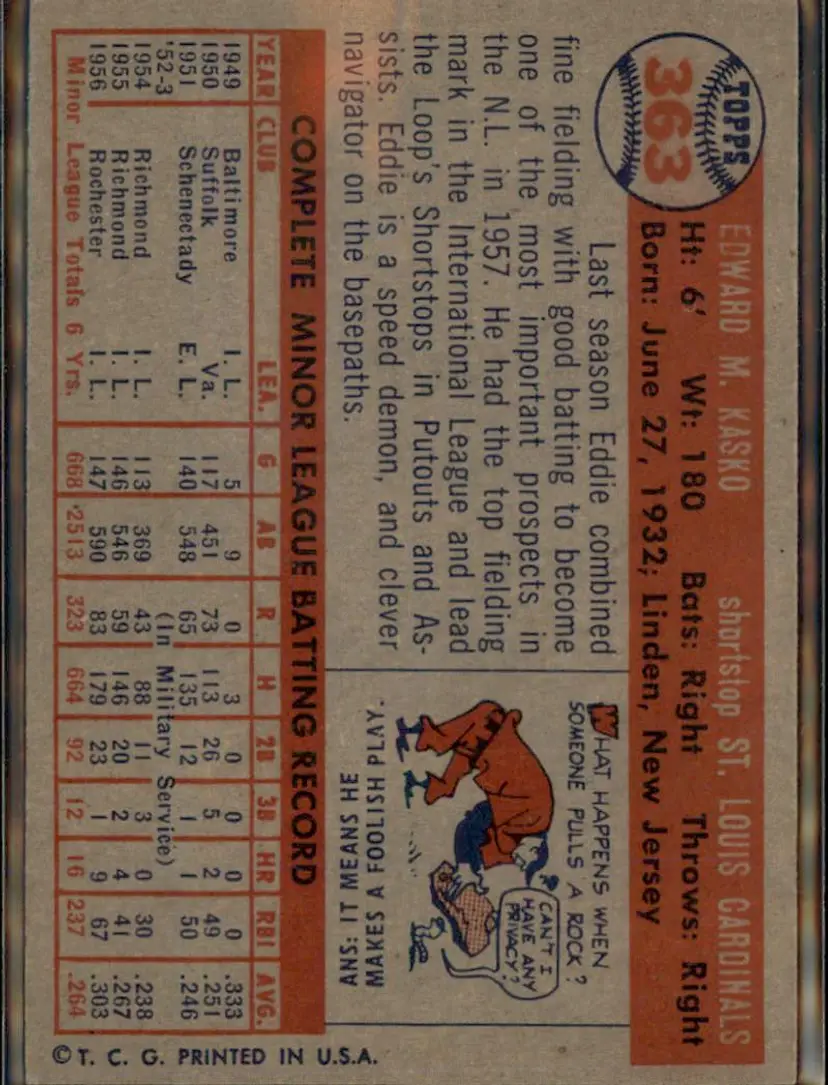 TOPPS
363
EDWARD M. KASKO shortstop ST. LOUIS CARDINALS
Ht: 6' Wt: 180 Bats: Right Throws: Right
Born: June 27, 1932; Linden, New Jersey
Last season Eddie combined
fine fielding with good batting to become
one of the most important prospects in
the N.L. in 1957. He had the top fielding
mark in the International League and lead
the Loop's Shortstops in Putouts and As-
sists. Eddie is a speed demon, and clever
navigator on the basepaths.
WHAT HAPPENS WHEN
SOMEONE PULLS A ROCK?
CAN'T I
HAVE ANY
PRIVACY?
ANS: IT MEANS HE
MAKES A FOOLISH PLAY.
COMPLETE MINOR LEAGUE BATTING RECORD
YEAR CLUB LEA. G AB R H 2B 3B HR RBI AVG.
1949 Baltimore I. L. 5 9 0 3 0 0 0 0 .333
1950 Suffolk Va. 117 451 73 113 26 5 2 49 .251
1951 Schenectady E. L. 140 548 65 135 12 1 1 50 .246
'52-3 (In Military Service)
1954 Richmond I. L. 113 369 43 88 11 3 0 30 .238
1955 Richmond I. L. 146 546 59 146 20 2 4 41 .267
1956 Rochester I. L. 147 590 83 179 23 1 9 67 .303
Minor League Totals 6 Yrs. 668 2513 323 664 92 12 16 237 .264
© T. C. G. PRINTED IN U.S.A.